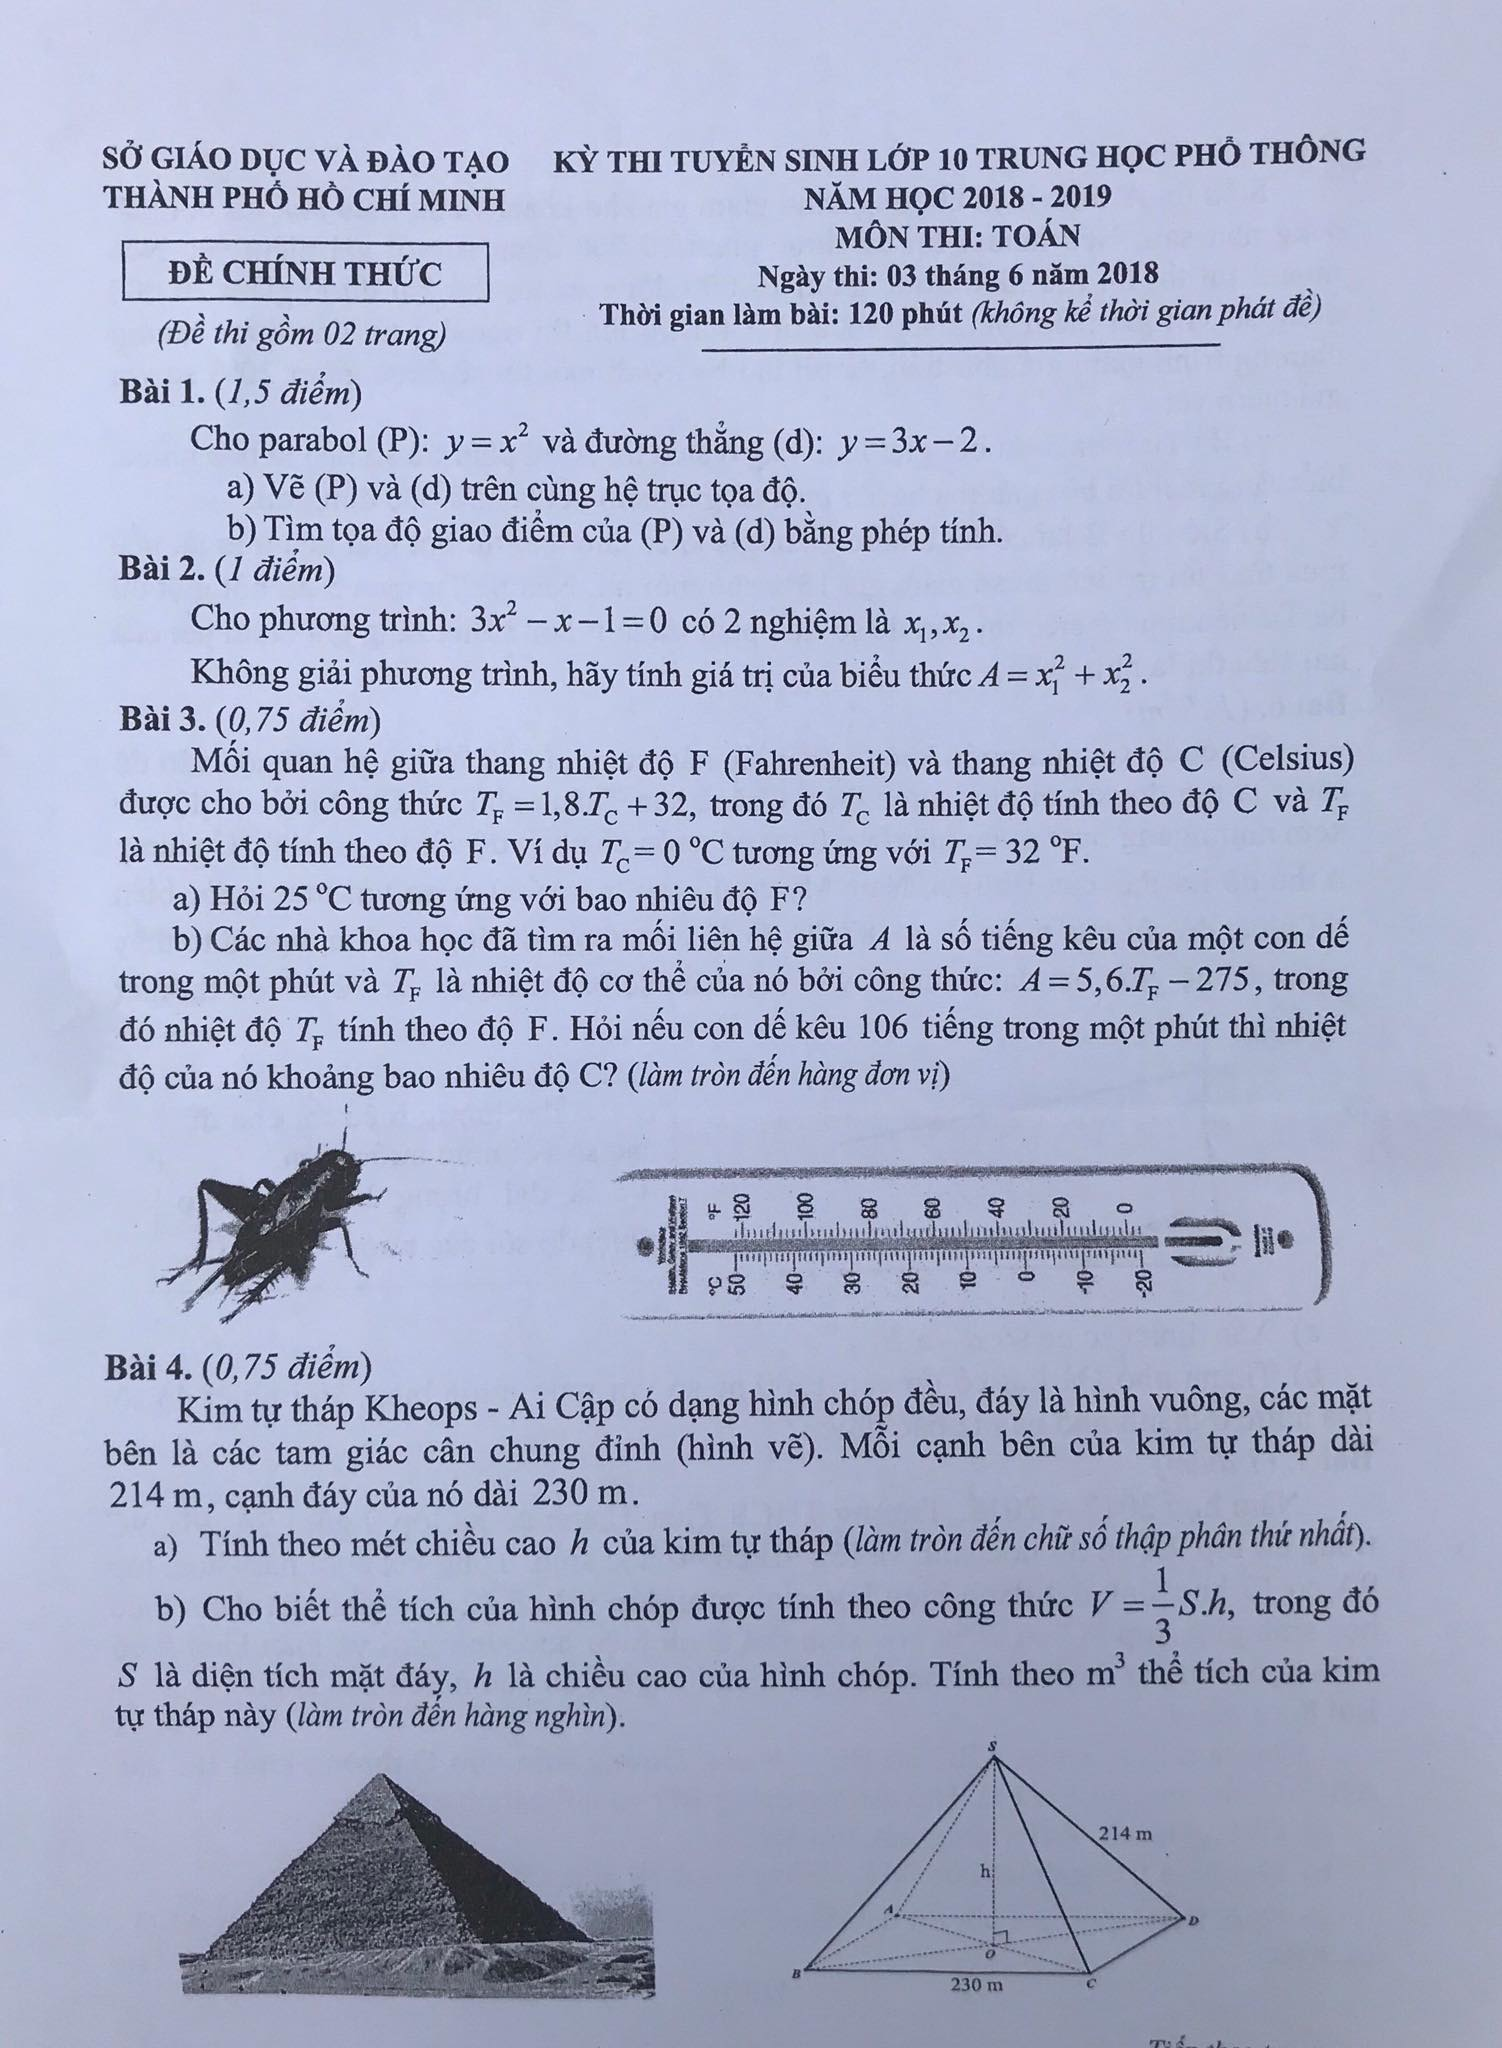 SỞ GIÁO DỤC VÀ ĐÀO TẠO
THÀNH PHỐ HỒ CHÍ MINH
ĐỀ CHÍNH THỨC
(Đề thi gồm 02 trang)
KỲ THI TUYỂN SINH LỚP 10 TRUNG HỌC PHỔ THÔNG
NĂM HỌC 2018 - 2019
MÔN THI: TOÁN
Ngày thi: 03 tháng 6 năm 2018
Thời gian làm bài: 120 phút (không kể thời gian phát đề)
Bài 1. (1,5 điểm)
Cho parabol (P): y = x² và đường thẳng (d): y = 3x − 2.
a) Vẽ (P) và (d) trên cùng hệ trục tọa độ.
b) Tìm tọa độ giao điểm của (P) và (d) bằng phép tính.
Bài 2. (1 điểm)
Cho phương trình: 3x² − x − 1 = 0 có 2 nghiệm là x₁, x₂.
Không giải phương trình, hãy tính giá trị của biểu thức A = x₁² + x₂².
Bài 3. (0,75 điểm)
Mối quan hệ giữa thang nhiệt độ F (Fahrenheit) và thang nhiệt độ C (Celsius)
được cho bởi công thức T_F = 1,8.T_C + 32, trong đó T_C là nhiệt độ tính theo độ C và T_F
là nhiệt độ tính theo độ F. Ví dụ T_C = 0 °C tương ứng với T_F = 32 °F.
a) Hỏi 25 °C tương ứng với bao nhiêu độ F?
b) Các nhà khoa học đã tìm ra mối liên hệ giữa A là số tiếng kêu của một con dế
trong một phút và T_F là nhiệt độ cơ thể của nó bởi công thức: A = 5,6.T_F − 275, trong
đó nhiệt độ T_F tính theo độ F. Hỏi nếu con dế kêu 106 tiếng trong một phút thì nhiệt
độ của nó khoảng bao nhiêu độ C? (làm tròn đến hàng đơn vị)
°F 120 100 80 60 40 20 0
°C 50 40 30 20 10 0 -10 -20
Bài 4. (0,75 điểm)
Kim tự tháp Kheops - Ai Cập có dạng hình chóp đều, đáy là hình vuông, các mặt
bên là các tam giác cân chung đỉnh (hình vẽ). Mỗi cạnh bên của kim tự tháp dài
214 m, cạnh đáy của nó dài 230 m.
a) Tính theo mét chiều cao h của kim tự tháp (làm tròn đến chữ số thập phân thứ nhất).
b) Cho biết thể tích của hình chóp được tính theo công thức V = 1/3 S.h, trong đó
S là diện tích mặt đáy, h là chiều cao của hình chóp. Tính theo m³ thể tích của kim
tự tháp này (làm tròn đến hàng nghìn).
S
214 m
h
A
D
O
B
230 m
C